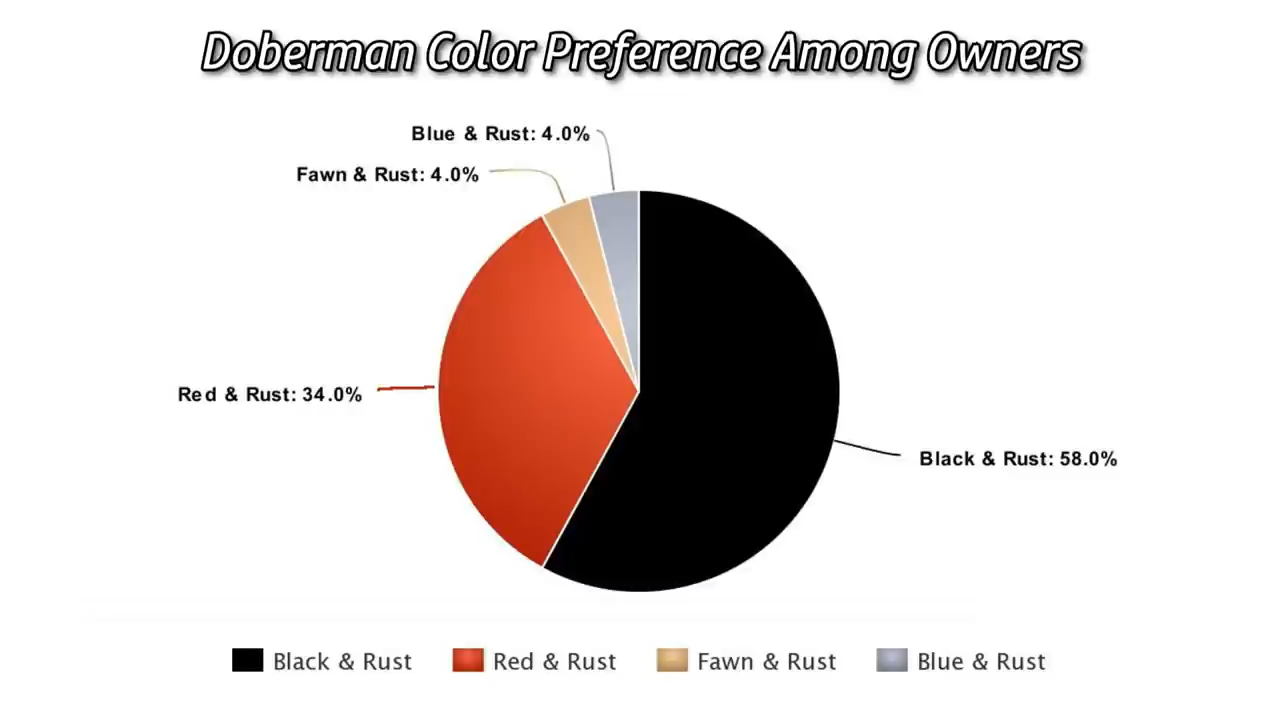 Doberman Color Preference Among Owners
Blue & Rust: 4.0%
Fawn & Rust: 4.0%
Red & Rust: 34.0%
Black & Rust: 58.0%
Black & Rust
Red & Rust
Fawn & Rust
Blue & Rust